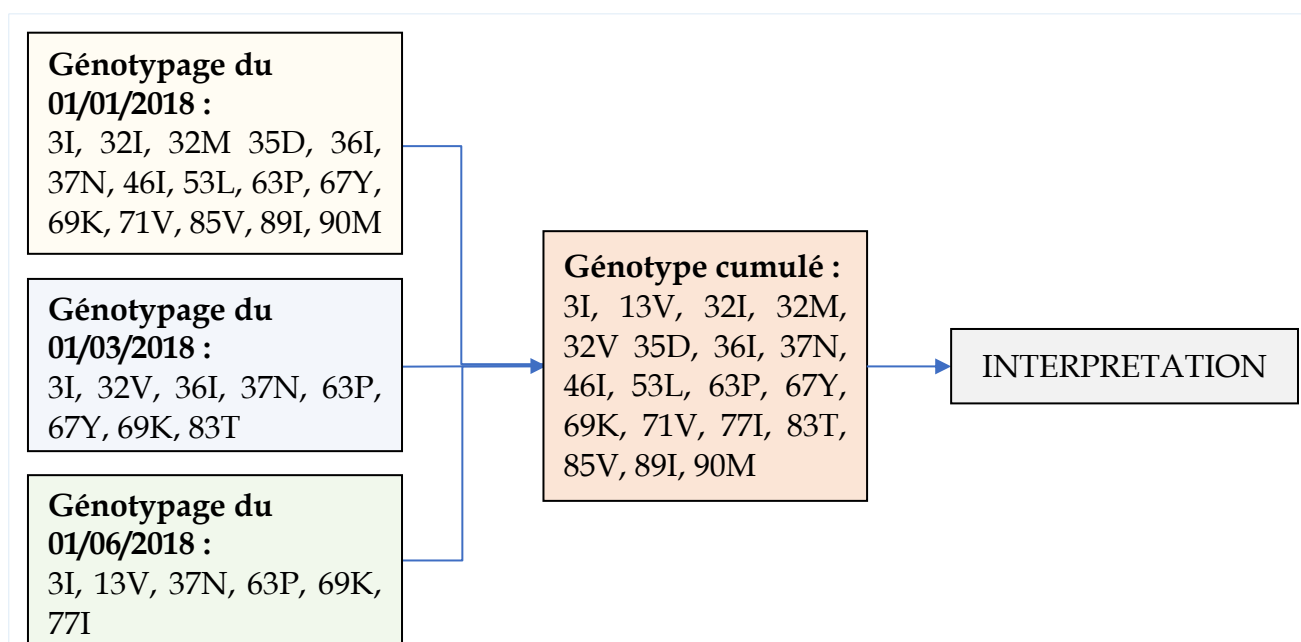 Génotypage du
01/01/2018 :
3I, 32I, 32M 35D, 36I,
37N, 46I, 53L, 63P, 67Y,
69K, 71V, 85V, 89I, 90M
Génotypage du
01/03/2018 :
3I, 32V, 36I, 37N, 63P,
67Y, 69K, 83T
Génotypage du
01/06/2018 :
3I, 13V, 37N, 63P, 69K,
77I
Génotype cumulé :
3I, 13V, 32I, 32M,
32V 35D, 36I, 37N,
46I, 53L, 63P, 67Y,
69K, 71V, 77I, 83T,
85V, 89I, 90M
INTERPRETATION